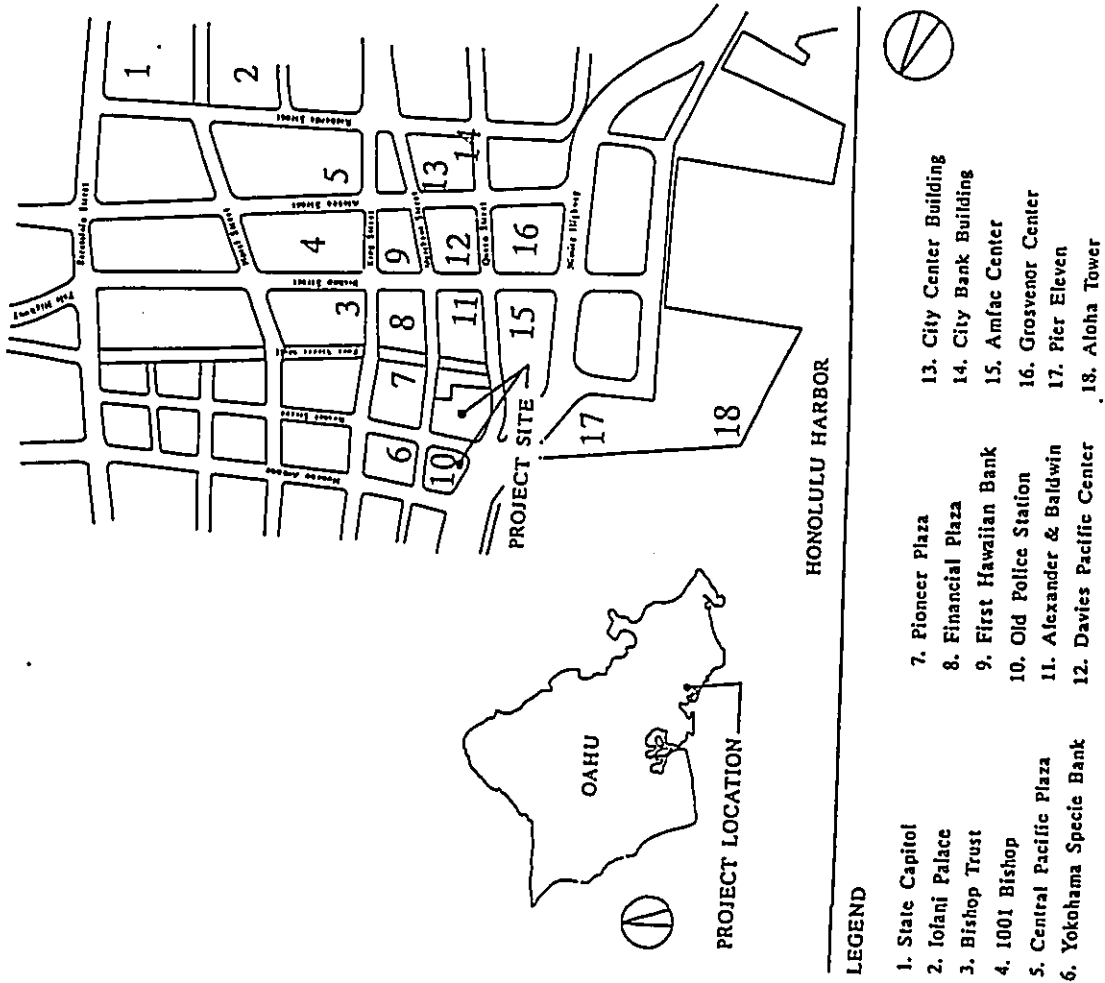 1
2
3
4
5
6
7
8
9
10
11
12
13
14
15
16
17
18
Pali Highway
Beretania Street
Hotel Street
King Street
Merchant Street
Queen Street
Nimitz Highway
Richards Street
Alakea Street
Bishop Street
Fort Street Mall
Nuuanu Avenue
PROJECT SITE
HONOLULU HARBOR
OAHU
PROJECT LOCATION
LEGEND
1. State Capitol
2. Iolani Palace
3. Bishop Trust
4. 1001 Bishop
5. Central Pacific Plaza
6. Yokohama Specie Bank
7. Pioneer Plaza
8. Financial Plaza
9. First Hawaiian Bank
10. Old Police Station
11. Alexander & Baldwin
12. Davies Pacific Center
13. City Center Building
14. City Bank Building
15. Amfac Center
16. Grosvenor Center
17. Pier Eleven
18. Aloha Tower